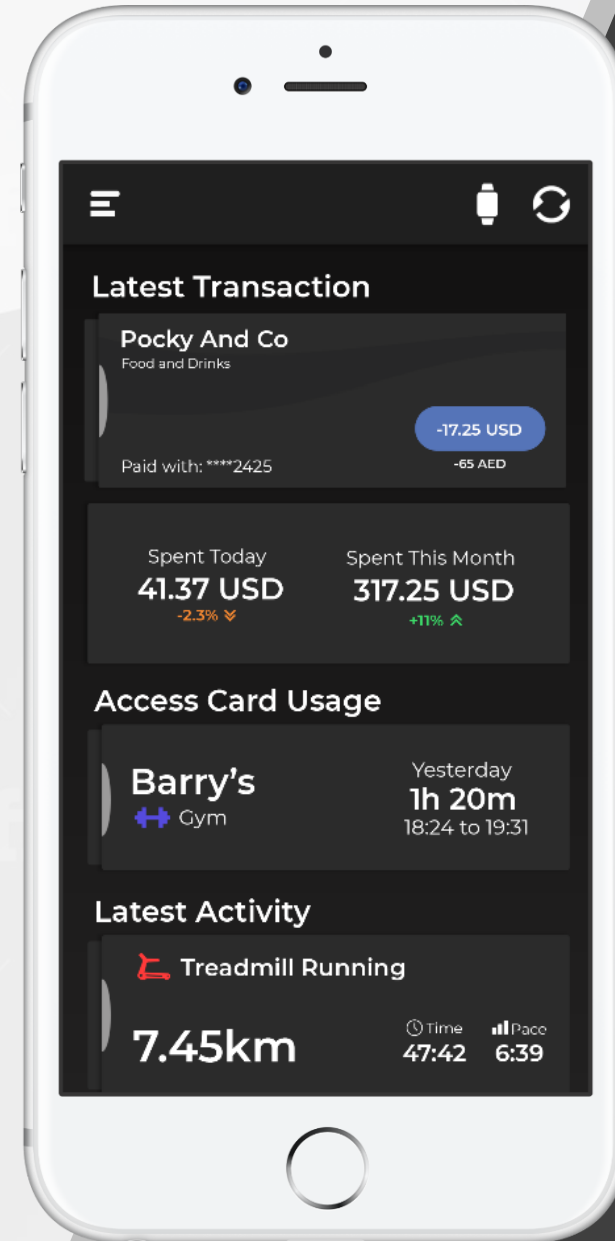 Latest Transaction
Pocky And Co
Food and Drinks
-17.25 USD
Paid with: ****2425
-65 AED
Spent Today
Spent This Month
41.37 USD
317.25 USD
-2.3%
+11%
Access Card Usage
Barry's
Gym
Yesterday
1h 20m
18:24 to 19:31
Latest Activity
Treadmill Running
7.45km
Time
Pace
47:42
6:39